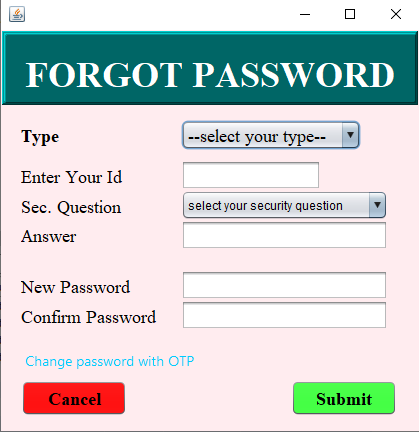 FORGOT PASSWORD
Type --select your type--
Enter Your Id
Sec. Question select your security question
Answer
New Password
Confirm Password
Change password with OTP
Cancel Submit